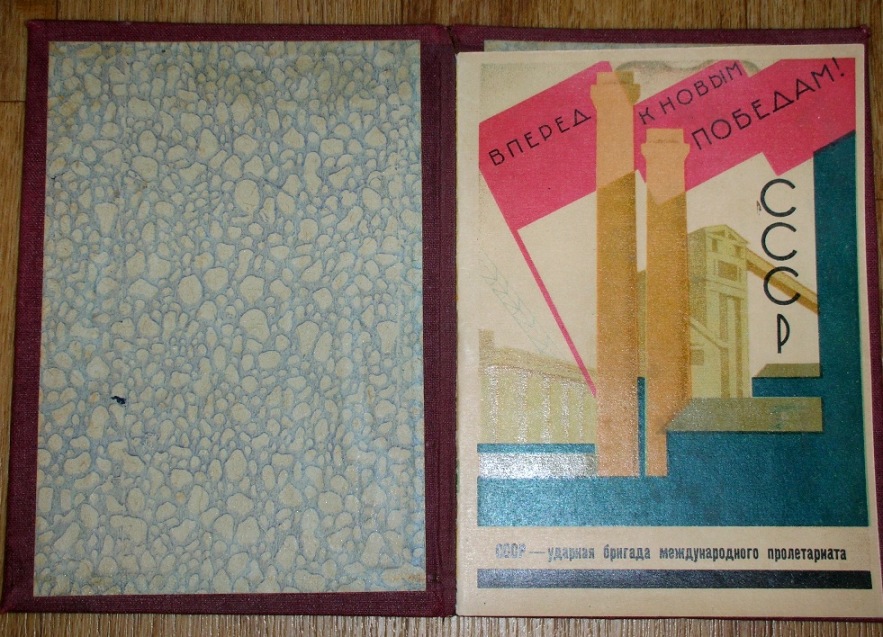 ВПЕРЕД
К НОВЫМ
ПОБЕДАМ!
СССР
СССР — ударная бригада международного пролетариата